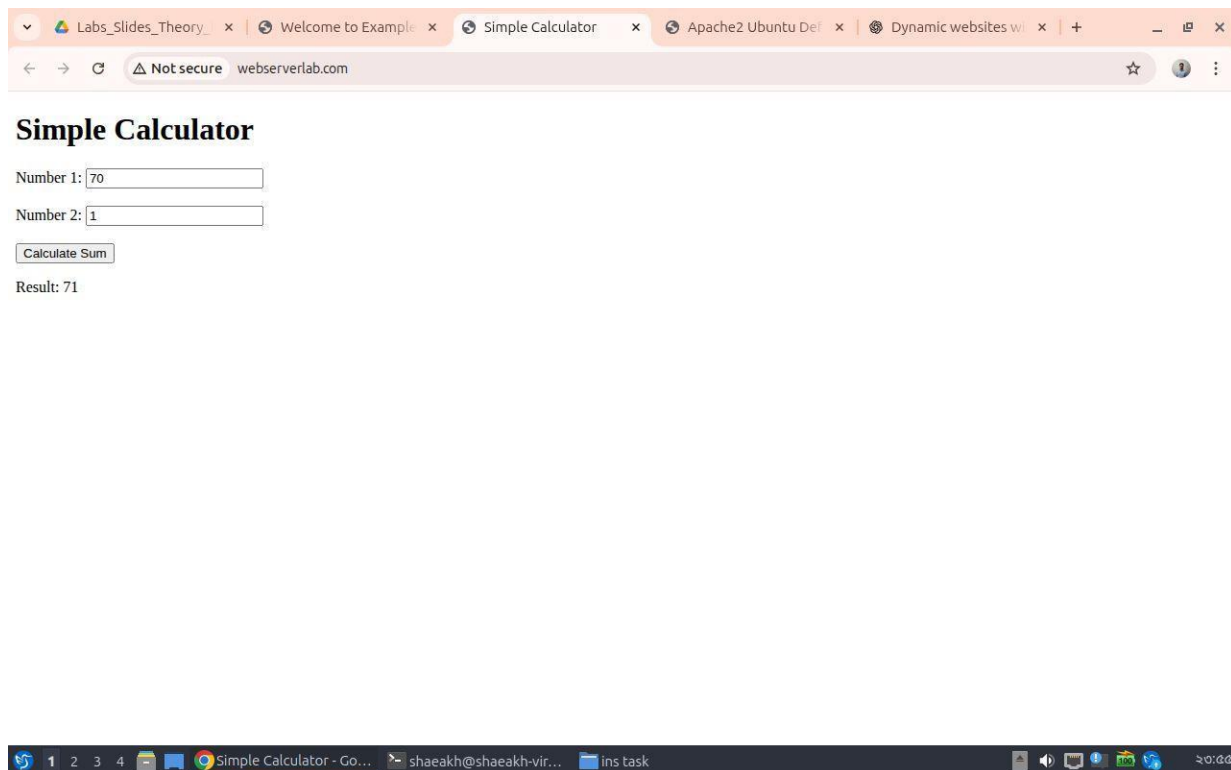 Labs_Slides_Theory_
Welcome to Example
Simple Calculator
Apache2 Ubuntu Def
Dynamic websites wi
Not secure webserverlab.com
Simple Calculator
Number 1: 70
Number 2: 1
Calculate Sum
Result: 71
1 2 3 4 Simple Calculator - Go... shaeakh@shaeakh-vir... ins task 100